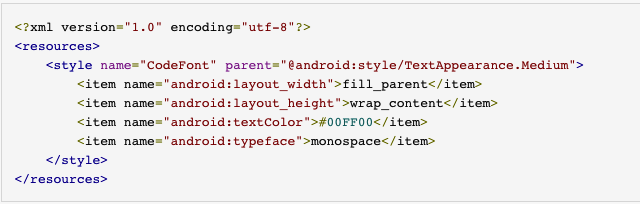 <?xml version="1.0" encoding="utf-8"?>
<resources>
    <style name="CodeFont" parent="@android:style/TextAppearance.Medium">
        <item name="android:layout_width">fill_parent</item>
        <item name="android:layout_height">wrap_content</item>
        <item name="android:textColor">#00FF00</item>
        <item name="android:typeface">monospace</item>
    </style>
</resources>